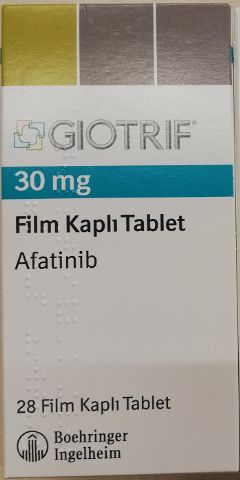 GIOTRIF®
30 mg
Film Kaplı Tablet
Afatinib
28 Film Kaplı Tablet
Boehringer
Ingelheim